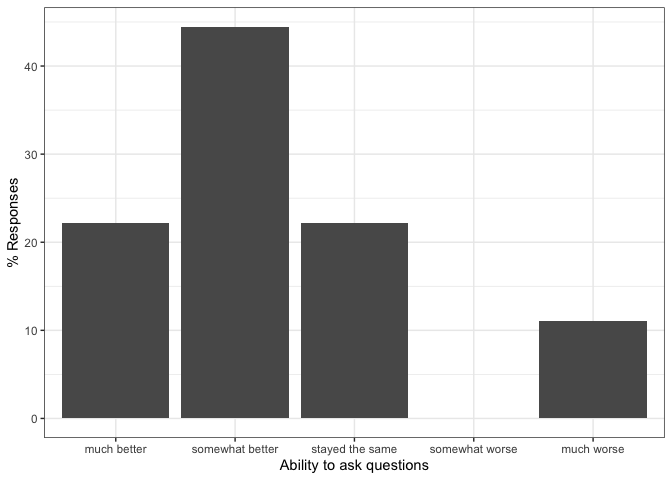 % Responses
40
30
20
10
0
much better somewhat better stayed the same somewhat worse much worse
Ability to ask questions